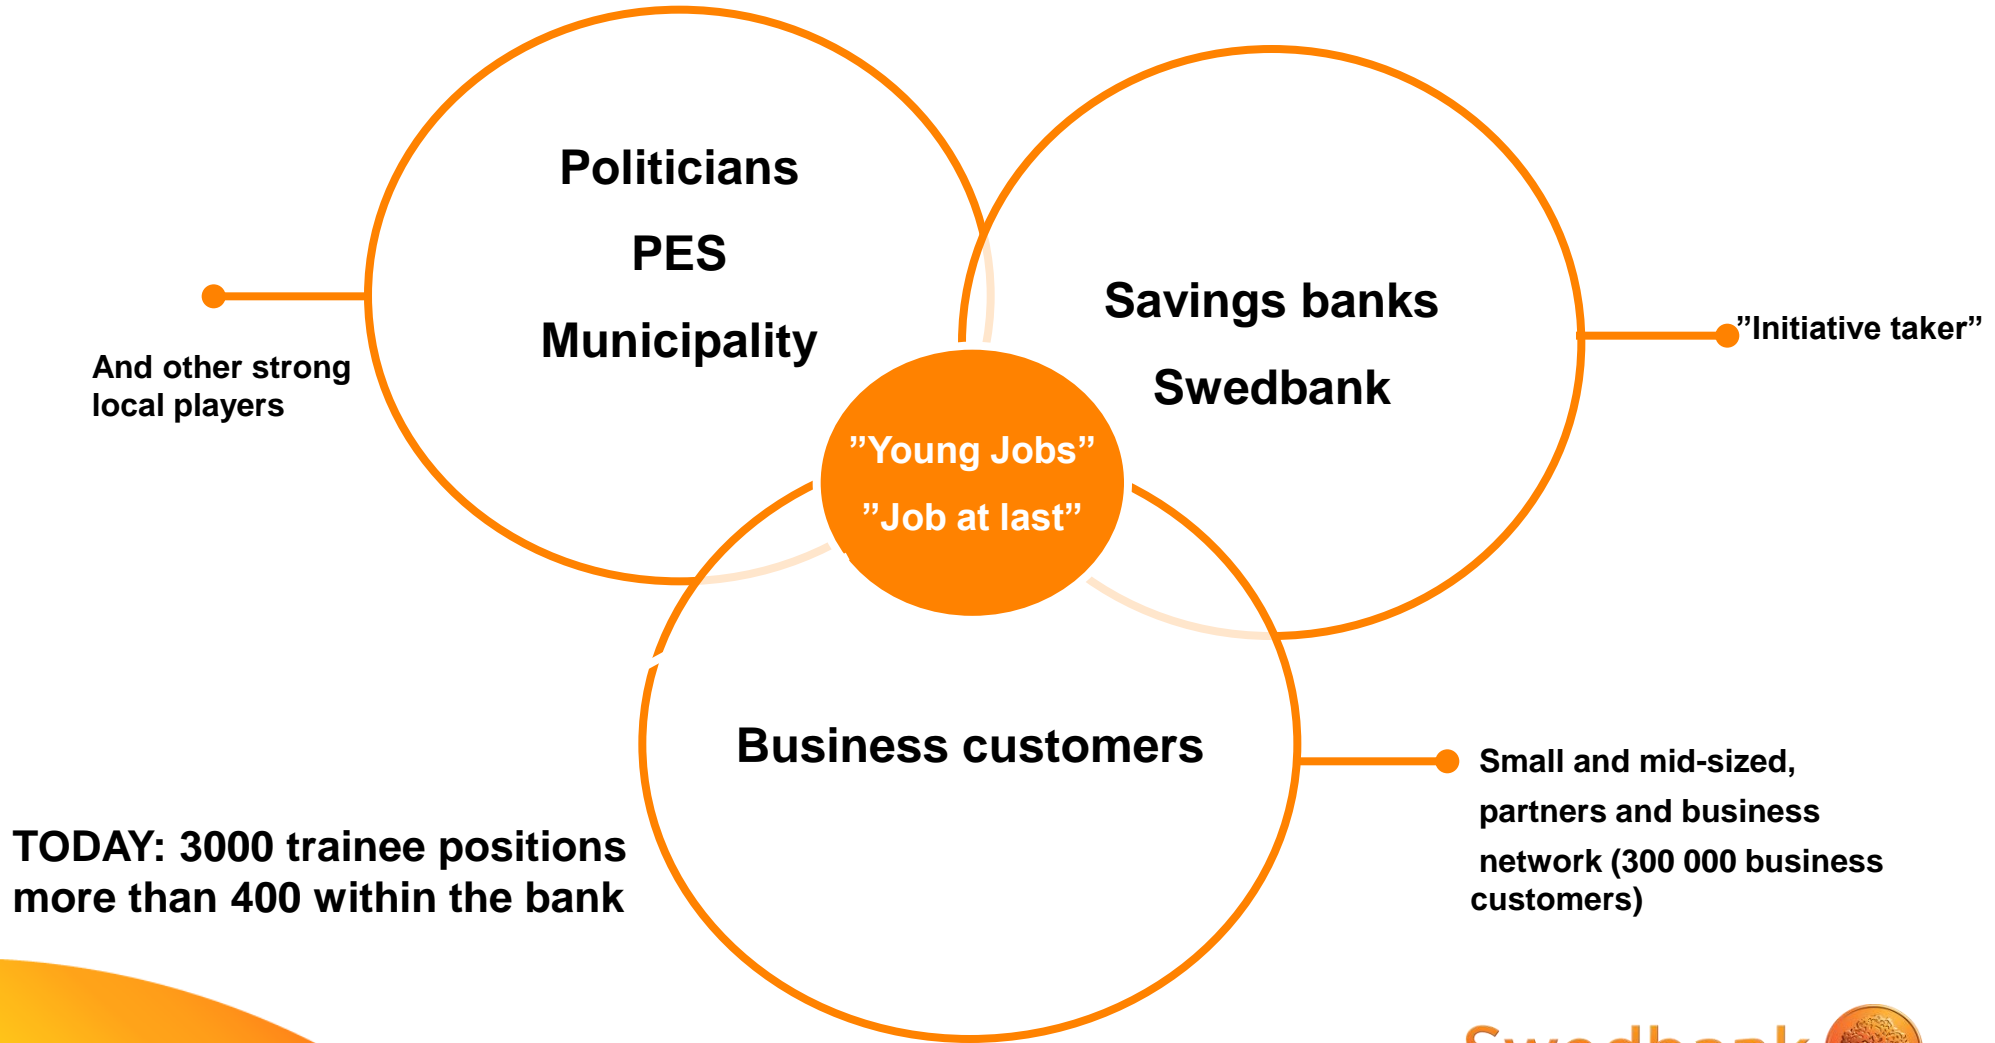 Politicians
PES
Municipality
And other strong
local players
Savings banks
Swedbank
”Initiative taker”
”Young Jobs”
”Job at last”
Business customers
Small and mid-sized,
partners and business
network (300 000 business
customers)
TODAY: 3000 trainee positions
more than 400 within the bank
Swedbank